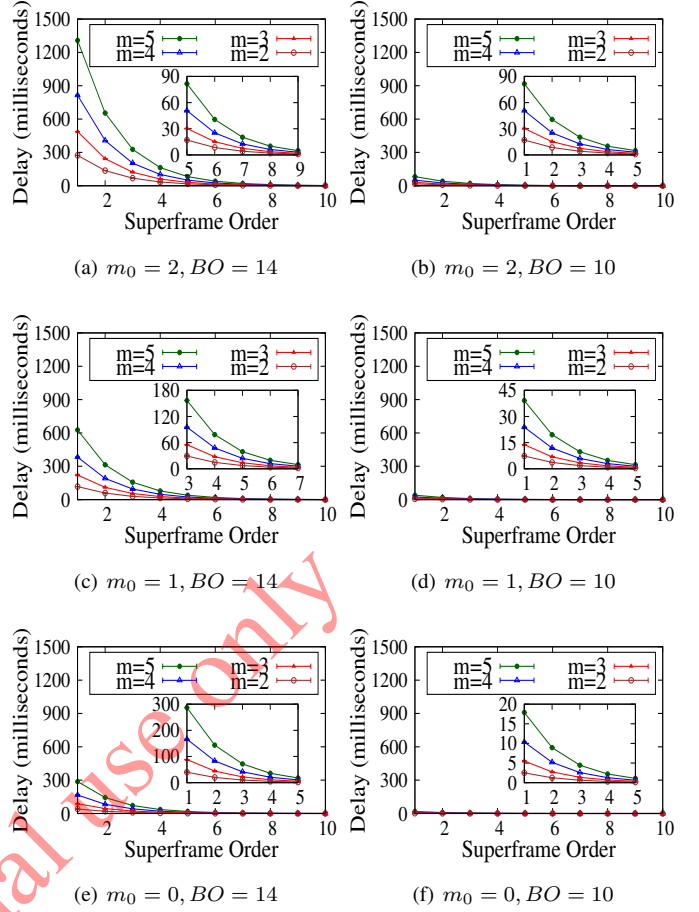 Delay (milliseconds)
1500
1200
900
600
300
0
m=5
m=3
m=4
m=2
90
60
30
0
5 6 7 8 9
2 4 6 8 10
Superframe Order
(a) m₀ = 2, BO = 14
Delay (milliseconds)
1500
1200
900
600
300
0
m=5
m=3
m=4
m=2
90
60
30
0
1 2 3 4 5
2 4 6 8 10
Superframe Order
(b) m₀ = 2, BO = 10
Delay (milliseconds)
1500
1200
900
600
300
0
m=5
m=3
m=4
m=2
180
120
60
0
3 4 5 6 7
2 4 6 8 10
Superframe Order
(c) m₀ = 1, BO = 14
Delay (milliseconds)
1500
1200
900
600
300
0
m=5
m=3
m=4
m=2
45
30
15
0
1 2 3 4 5
2 4 6 8 10
Superframe Order
(d) m₀ = 1, BO = 10
Delay (milliseconds)
1500
1200
900
600
300
0
m=5
m=3
m=4
m=2
300
200
100
0
1 2 3 4 5
2 4 6 8 10
Superframe Order
(e) m₀ = 0, BO = 14
Delay (milliseconds)
1500
1200
900
600
300
0
m=5
m=3
m=4
m=2
20
15
10
5
0
1 2 3 4 5
2 4 6 8 10
Superframe Order
(f) m₀ = 0, BO = 10
al use only